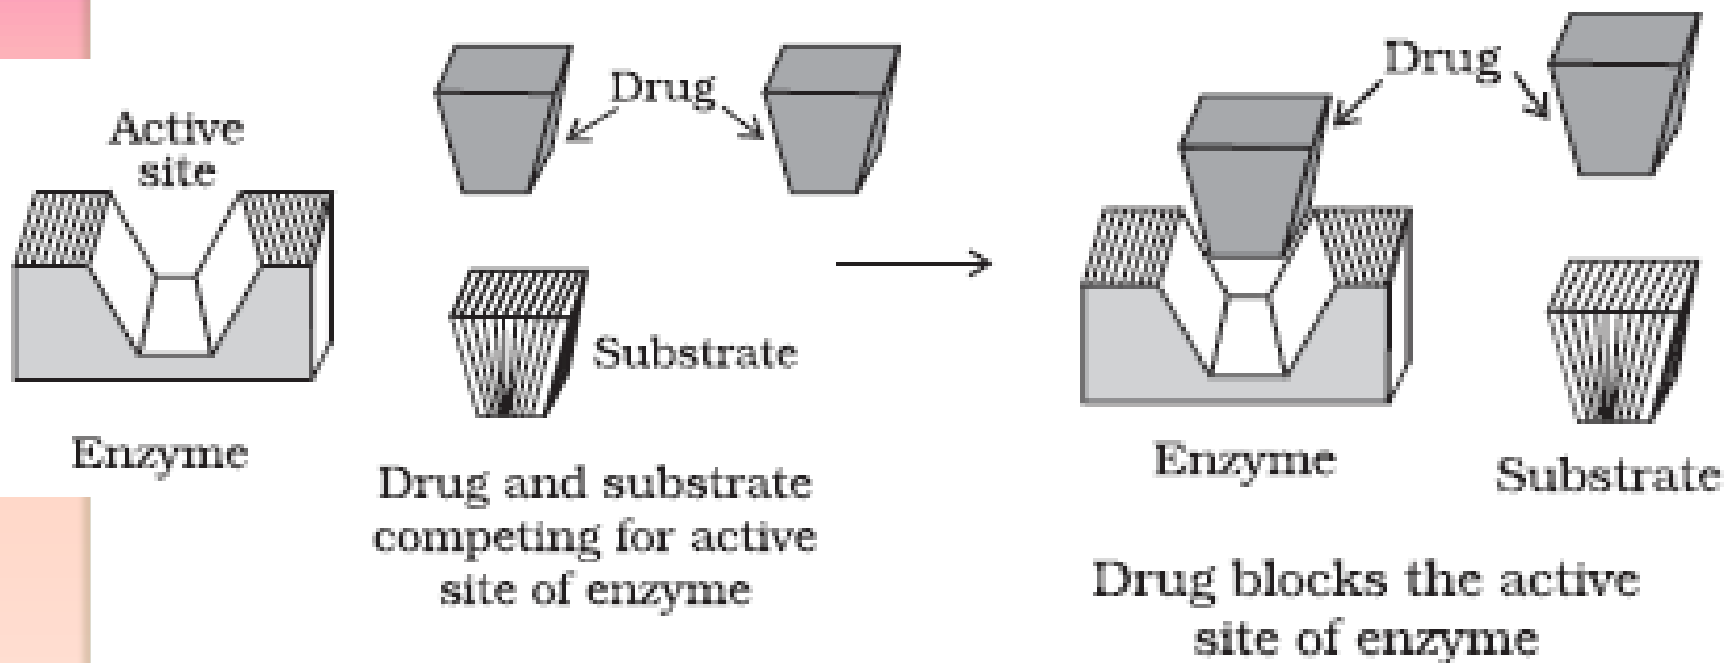 Active
site
Enzyme
Drug
Substrate
Drug and substrate
competing for active
site of enzyme
Drug
Enzyme
Substrate
Drug blocks the active
site of enzyme